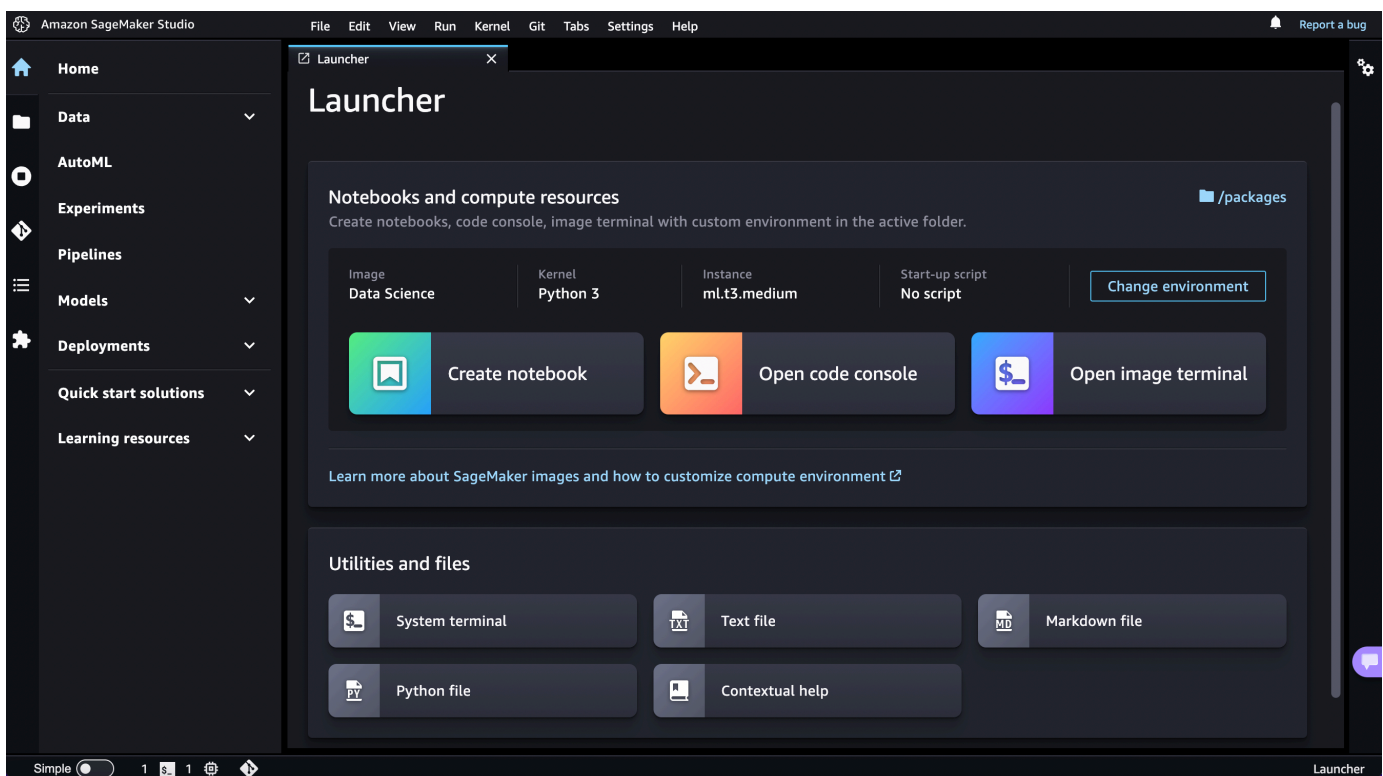 Amazon SageMaker Studio
File Edit View Run Kernel Git Tabs Settings Help
Report a bug
Home
Data
AutoML
Experiments
Pipelines
Models
Deployments
Quick start solutions
Learning resources
Launcher
Launcher
Notebooks and compute resources
/packages
Create notebooks, code console, image terminal with custom environment in the active folder.
Image
Data Science
Kernel
Python 3
Instance
ml.t3.medium
Start-up script
No script
Change environment
Create notebook
$_
Open code console
Open image terminal
Learn more about SageMaker images and how to customize compute environment
Utilities and files
$_
System terminal
TXT
Text file
MD
Markdown file
PY
Python file
Contextual help
Simple 1 $_ 1
Launcher